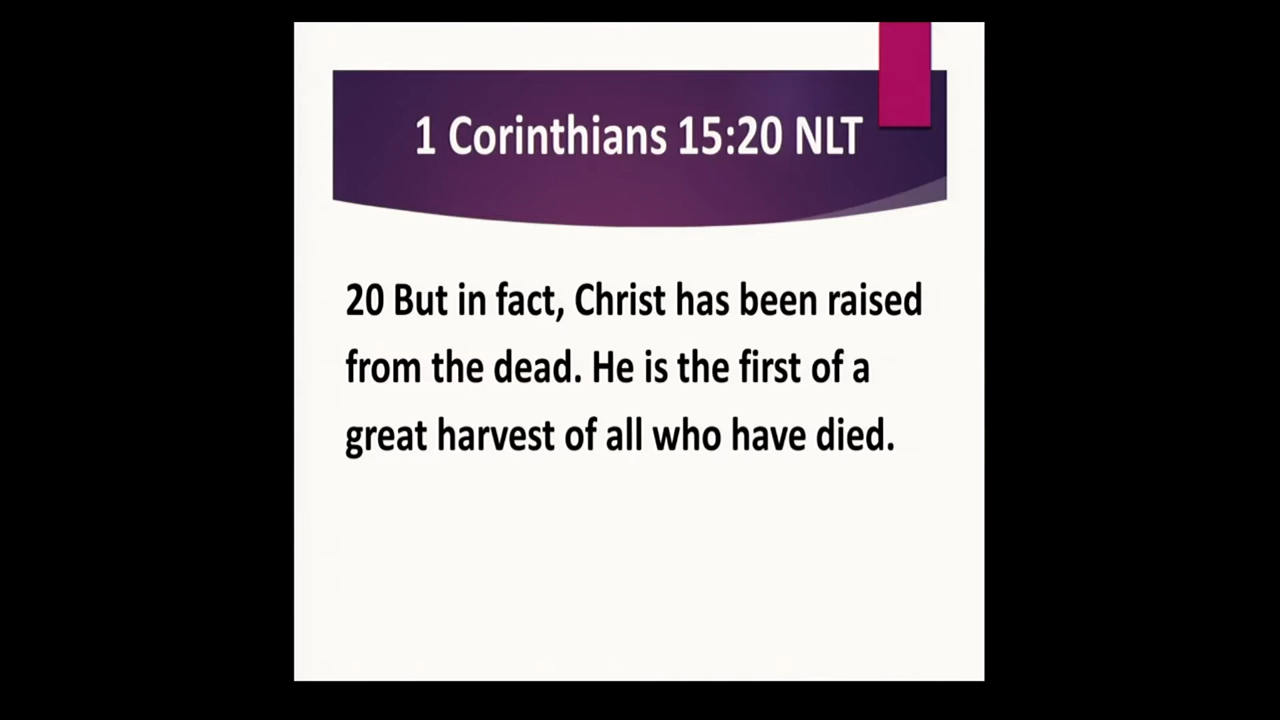 1 Corinthians 15:20 NLT
20 But in fact, Christ has been raised
from the dead. He is the first of a
great harvest of all who have died.